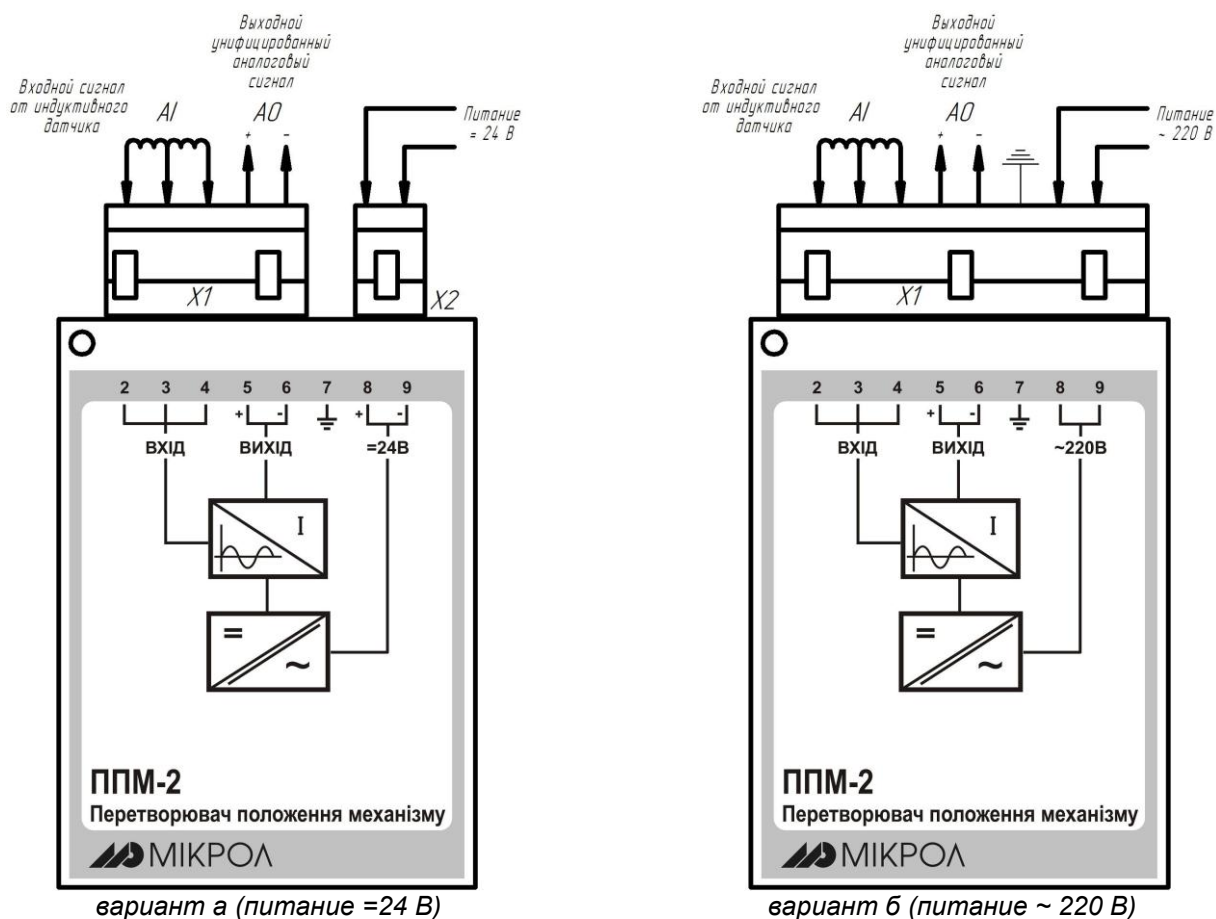 Выходной
унифицированный
аналоговый
сигнал
Входной сигнал
от индуктивного
датчика
AI
AO
+ -
Питание
= 24 В
X1
X2
2 3 4 5 6 7 8 9
+ - + -
ВХІД ВИХІД =24В
I
=
~
ППМ-2
Перетворювач положення механізму
МІКРОЛ
вариант а (питание =24 В)
Выходной
унифицированный
аналоговый
сигнал
Входной сигнал
от индуктивного
датчика
AI
AO
+ -
Питание
~ 220 В
X1
2 3 4 5 6 7 8 9
+ -
ВХІД ВИХІД ~220В
I
=
~
ППМ-2
Перетворювач положення механізму
МІКРОЛ
вариант б (питание ~ 220 В)